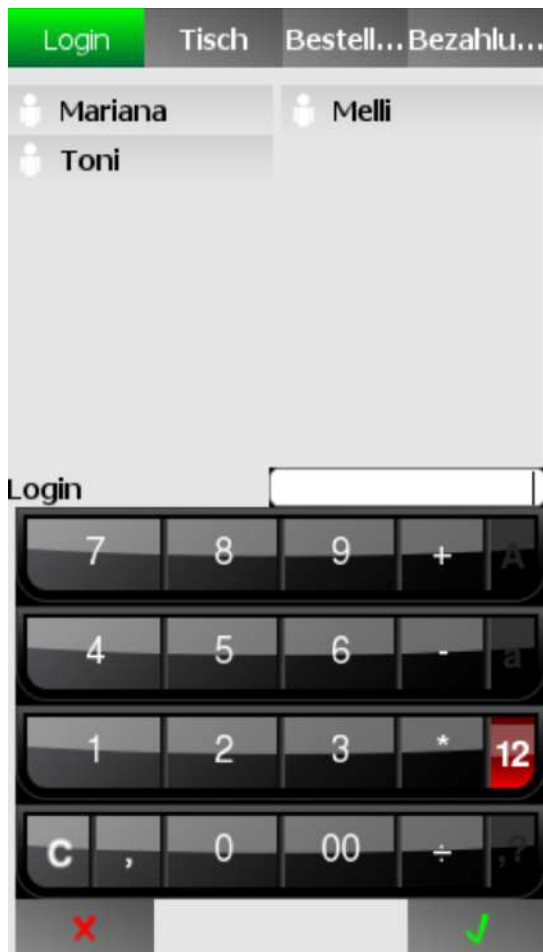 Login Tisch Bestell... Bezahlu...
Mariana Melli
Toni
Login
7 8 9 + A
4 5 6 - a
1 2 3 * 12
C , 0 00 ÷ ,?